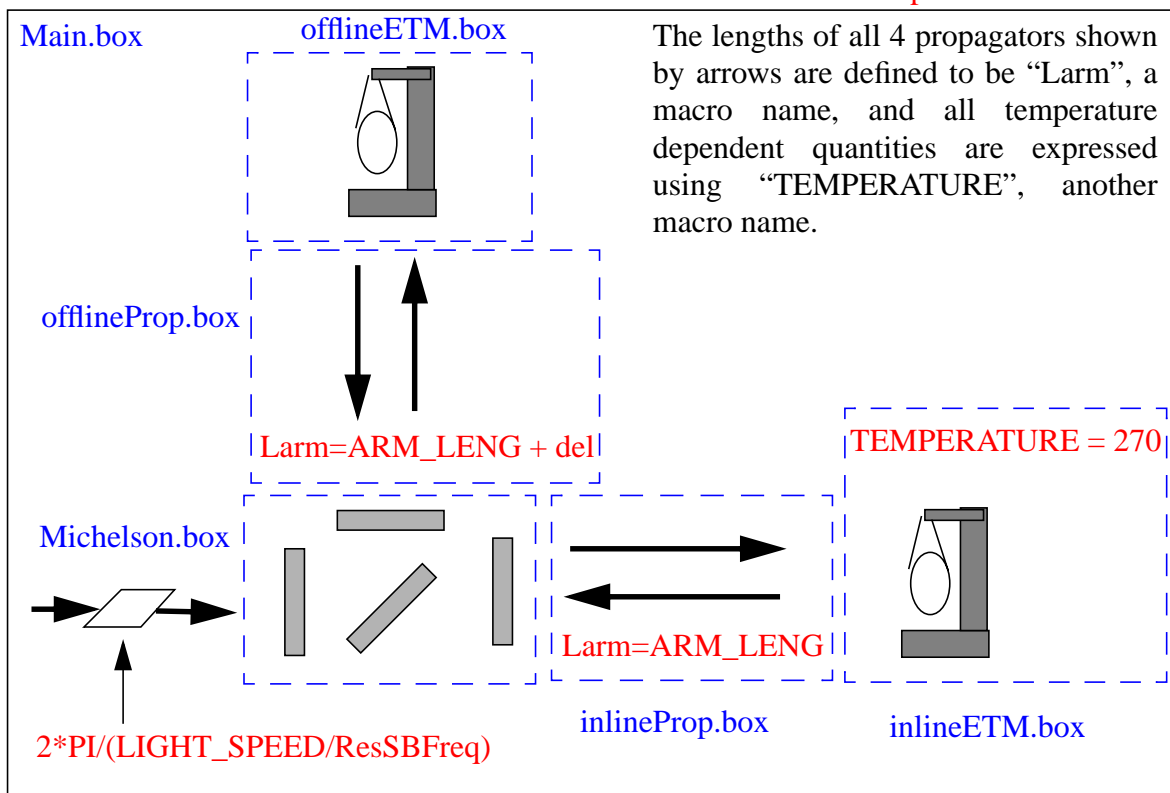 Main.box
offlineETM.box
The lengths of all 4 propagators shown
by arrows are defined to be “Larm”, a
macro name, and all temperature
dependent quantities are expressed
using “TEMPERATURE”, another
macro name.
offlineProp.box
Larm=ARM_LENG + del
TEMPERATURE = 270
Michelson.box
Larm=ARM_LENG
inlineProp.box
inlineETM.box
2*PI/(LIGHT_SPEED/ResSBFreq)